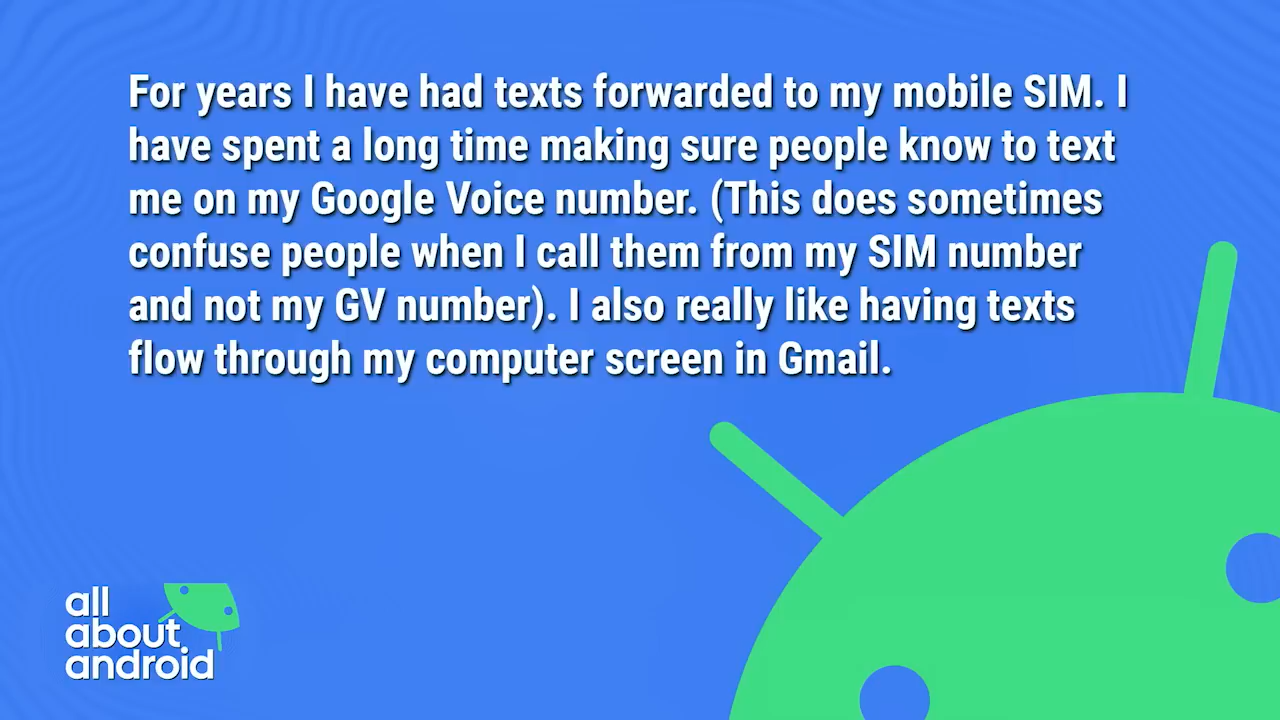 For years I have had texts forwarded to my mobile SIM. I
have spent a long time making sure people know to text
me on my Google Voice number. (This does sometimes
confuse people when I call them from my SIM number
and not my GV number). I also really like having texts
flow through my computer screen in Gmail.
all
about
android